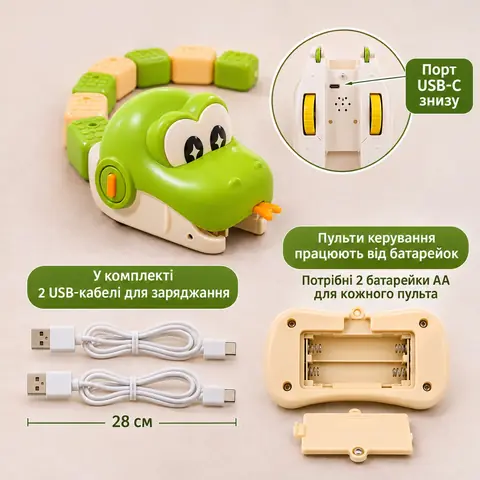 Порт
USB-C
знизу
Пульти керування
працюють від батарейок
Потрібні 2 батарейки АА
для кожного пульта
У комплекті
2 USB-кабелі для заряджання
28 см